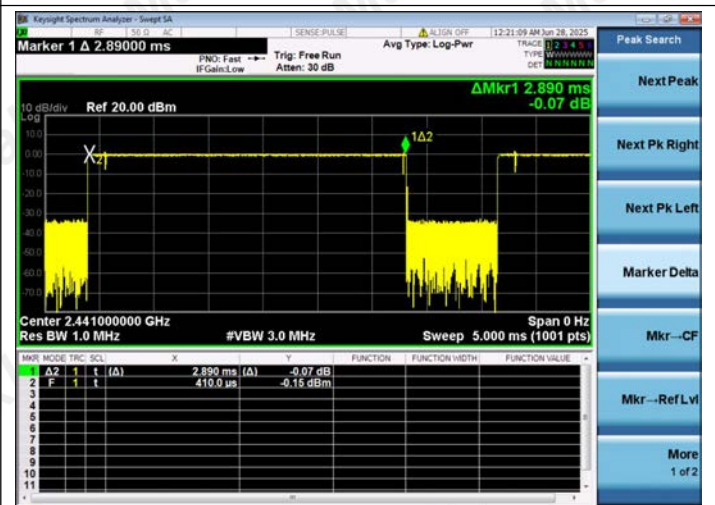 Keysight Spectrum Analyzer - Swept SA
RF 50 Ω AC SENSE:PULSE ALIGN OFF 12:21:09 AM Jun 28, 2025
Marker 1 Δ 2.89000 ms
PNO: Fast Trig: Free Run Avg Type: Log-Pwr TRACE 1 2 3 4 5 6
IFGain:Low Atten: 30 dB TYPE WWWWWW
DET N N N N N N
ΔMkr1 2.890 ms
-0.07 dB
10 dB/div Ref 20.00 dBm
Log
10.0
0.00
-10.0
-20.0
-30.0
-40.0
-50.0
-60.0
-70.0
X2
1Δ2
Center 2.441000000 GHz Span 0 Hz
Res BW 1.0 MHz #VBW 3.0 MHz Sweep 5.000 ms (1001 pts)
MKR MODE TRC SCL X Y FUNCTION FUNCTION WIDTH FUNCTION VALUE
1 Δ2 1 t (Δ) 2.890 ms (Δ) -0.07 dB
2 F 1 t 410.0 µs -0.15 dBm
3
4
5
6
7
8
9
10
11
Peak Search
Next Peak
Next Pk Right
Next Pk Left
Marker Delta
Mkr→CF
Mkr→Ref Lvl
More
1 of 2